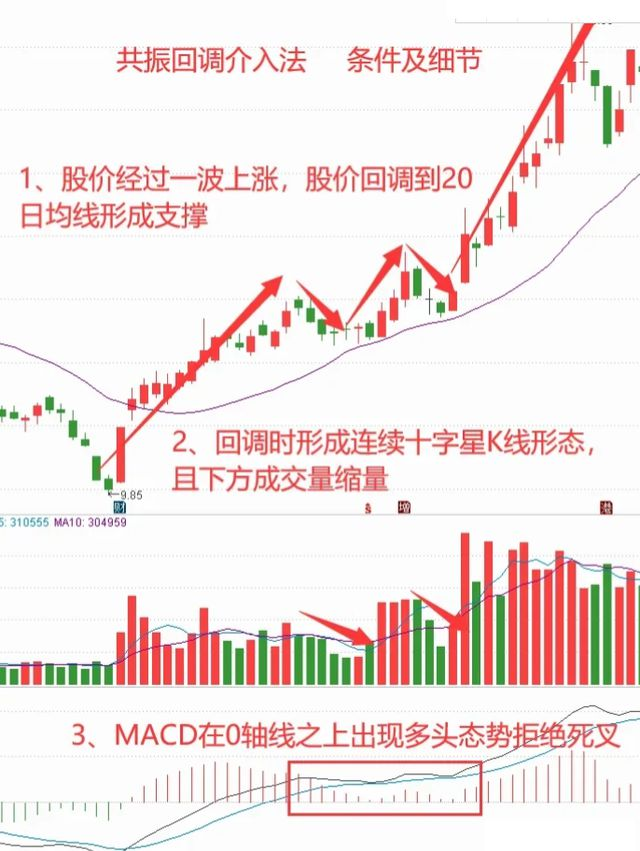 共振回调介入法 条件及细节
1、股价经过一波上涨，股价回调到20
日均线形成支撑
2、回调时形成连续十字星K线形态，
且下方成交量缩量
←9.85
财 增 港
5: 310555 MA10: 304959
3、MACD在0轴线之上出现多头态势拒绝死叉